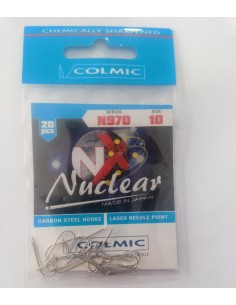 CHEMICALLY SHARPENED
COLMIC
20 pcs
SERIES N970
SIZE 10
NX
Nuclear
MADE IN JAPAN
CARBON STEEL HOOKS
LASER NEEDLE POINT
COLMIC